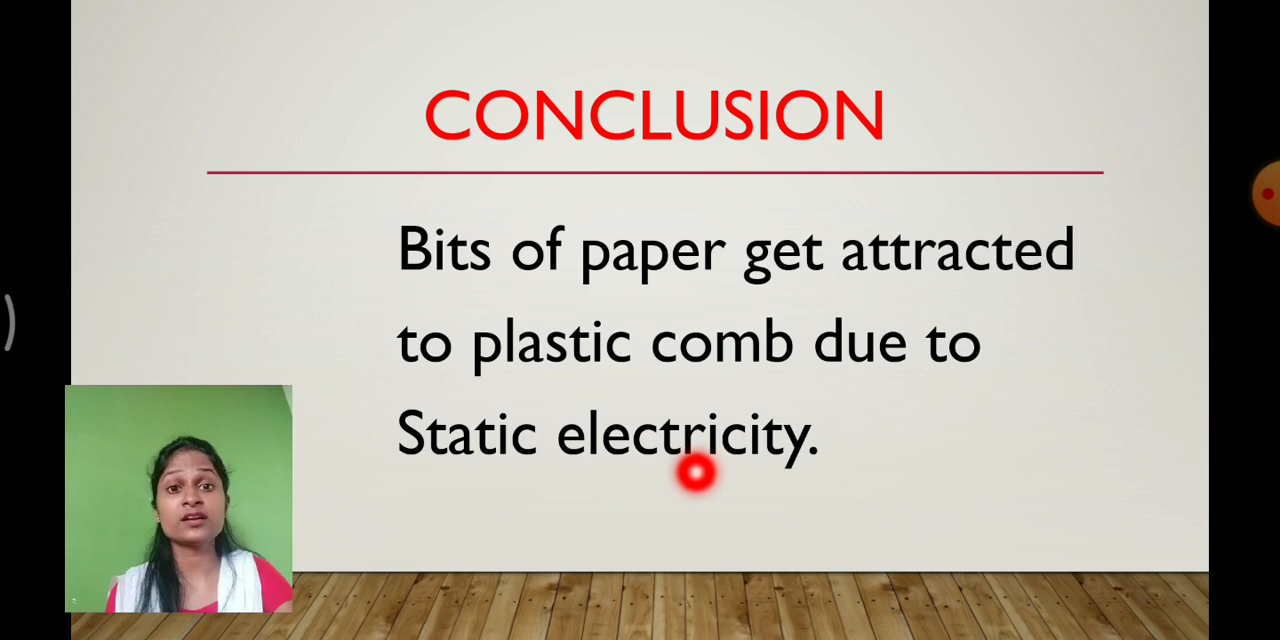 CONCLUSION
Bits of paper get attracted
to plastic comb due to
Static electricity.